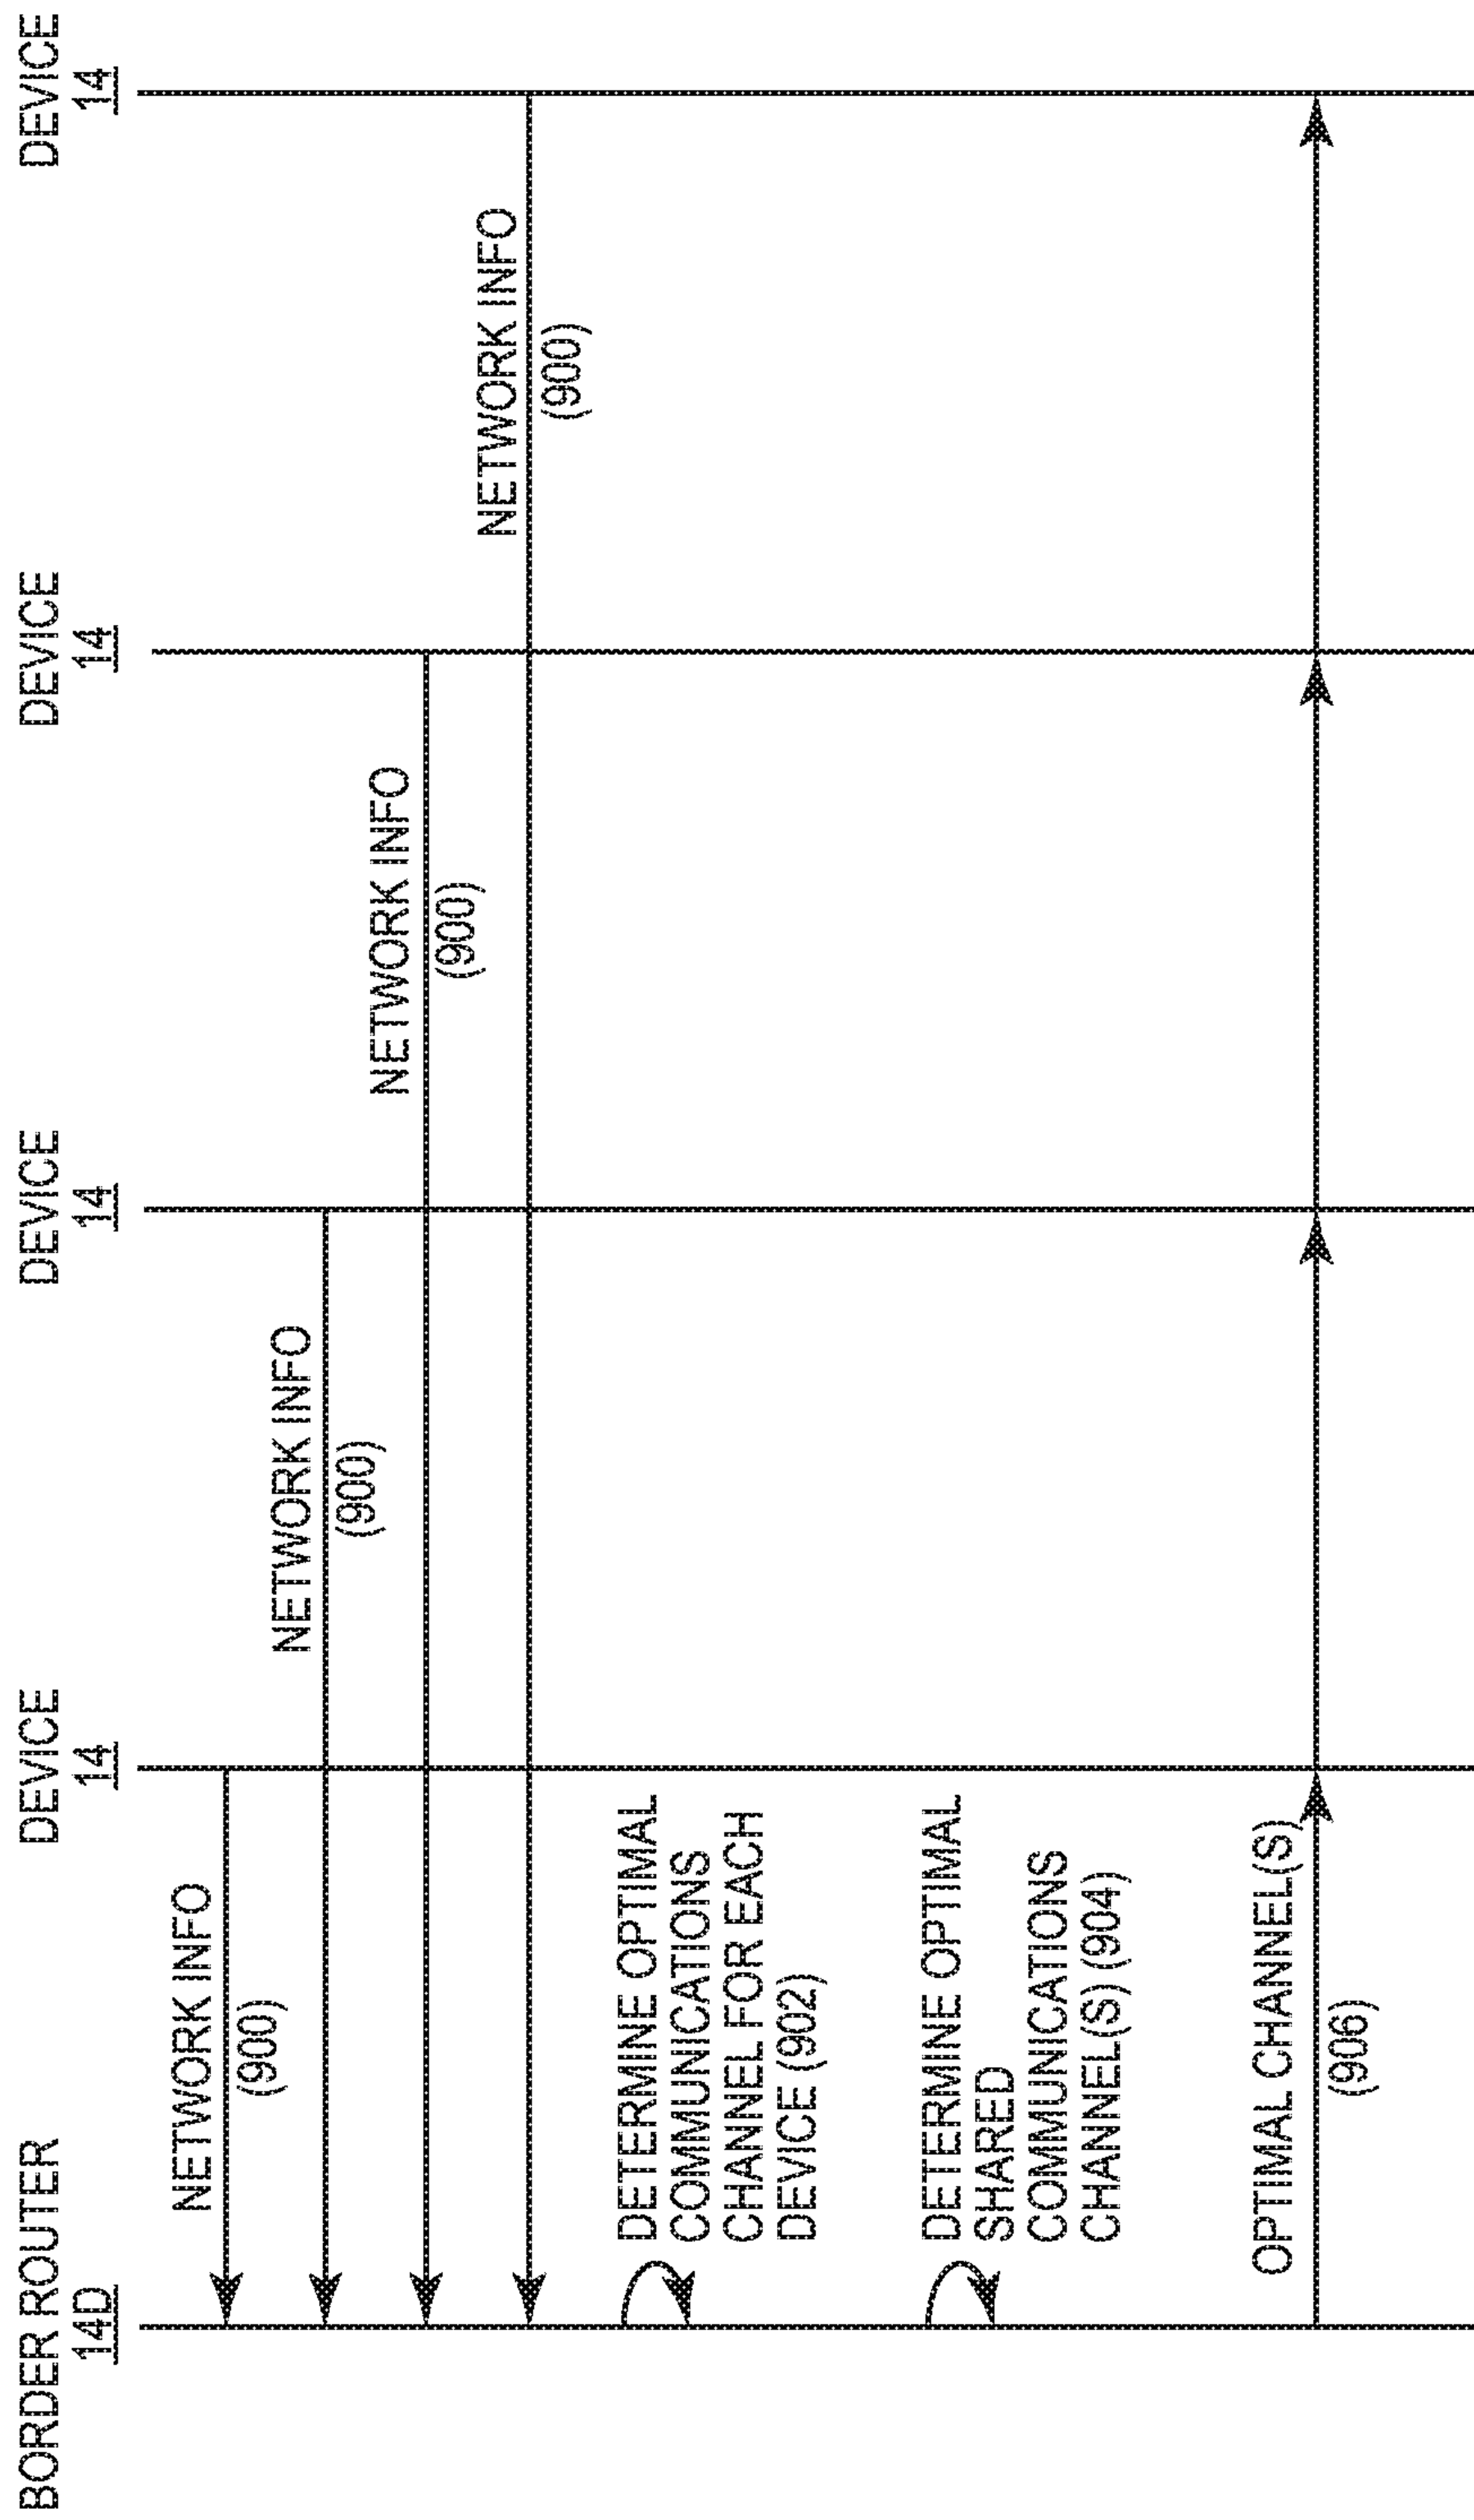 BORDER ROUTER
14D
DEVICE
14
DEVICE
14
DEVICE
14
DEVICE
14
NETWORK INFO
(900)
NETWORK INFO
(900)
NETWORK INFO
(900)
NETWORK INFO
(900)
DETERMINE OPTIMAL
COMMUNICATIONS
CHANNEL FOR EACH
DEVICE (902)
DETERMINE OPTIMAL
SHARED
COMMUNICATIONS
CHANNEL(S) (904)
OPTIMAL CHANNEL(S)
(906)